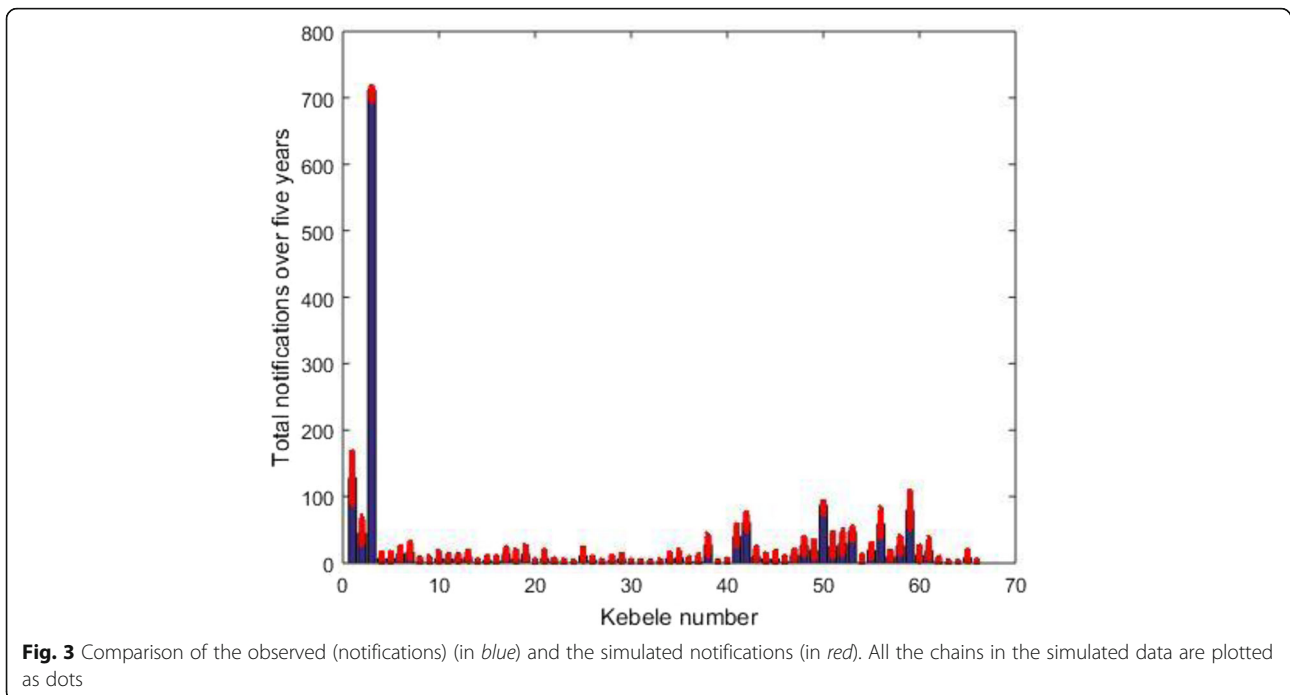 800
700
600
500
400
300
200
100
0
Total notifications over five years
0 10 20 30 40 50 60 70
Kebele number
Fig. 3 Comparison of the observed (notifications) (in blue) and the simulated notifications (in red). All the chains in the simulated data are plotted
as dots